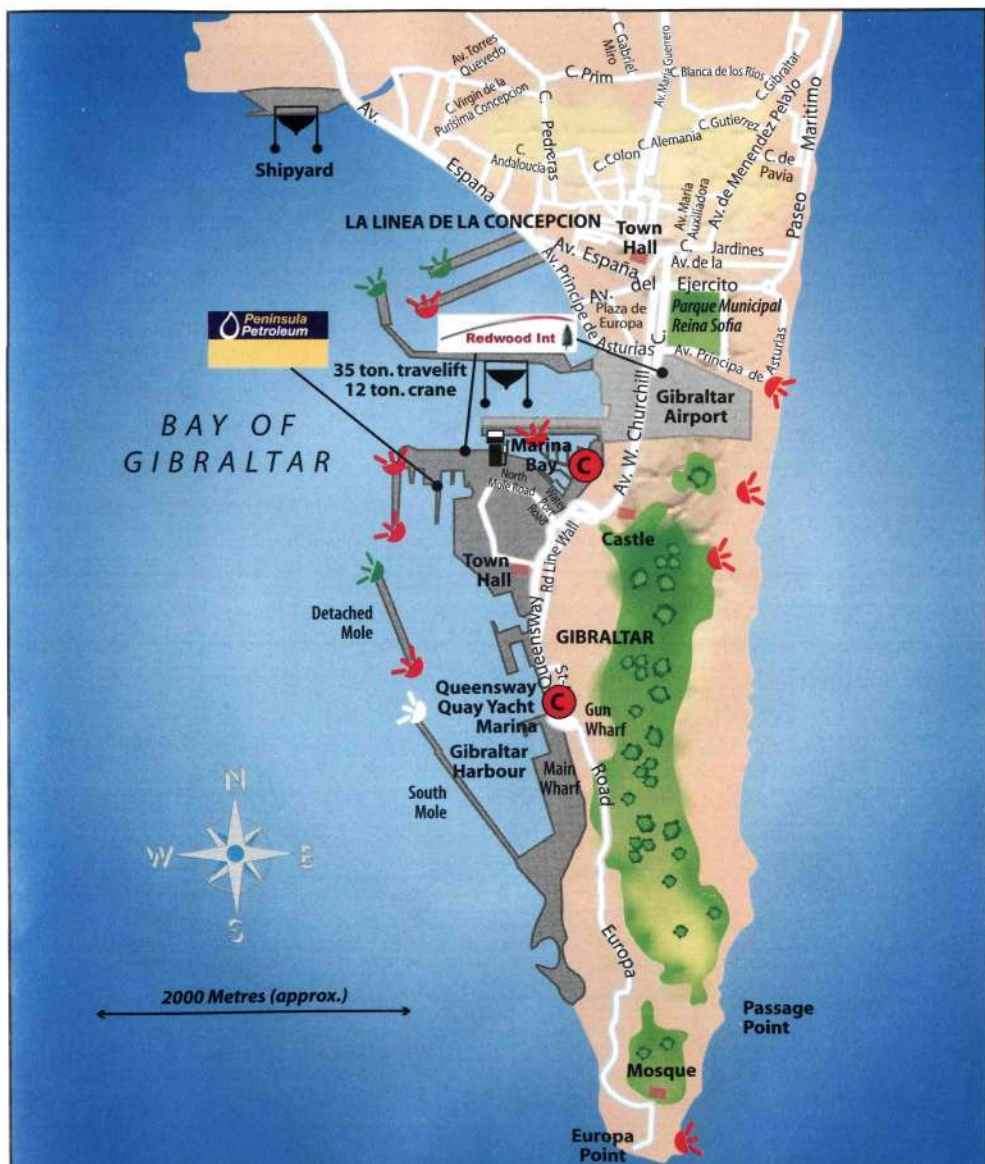 Av. Torres
Quevedo
C. Gabriel
Miro
Av. Maria Guerrero
C. Prim
C. Blanca de los Rios
C. Gibraltar
C. Virgin de la
Purisima Concepcion
C. Pedreras
Av. España
Shipyard
C. Andaloucia
C. Colon
C. Alemania
C. Gutierrez
Av. de Menendez Pelayo
C. de
Pavia
Paseo Maritimo
Av. Maria
Auxiliadora
LA LINEA DE LA CONCEPCION
Town
Hall
C. Jardines
Av. España
Av. de la
Av. del Ejercito
Av. Principe de Asturias
Plaza de
Europa
Parque Municipal
Reina Sofia
Av. Principa de Asturias
Peninsula
Petroleum
Redwood Int
35 ton. travelift
12 ton. crane
C.
Av. W. Churchill
Gibraltar
Airport
BAY OF
GIBRALTAR
Marina
Bay
C
North
Mole Road
Water
Port
Road
Castle
Rd Line Wall
Town
Hall
Detached
Mole
Queensway
GIBRALTAR
St-
Queensway
Quay Yacht
Marina
C
Gun
Wharf
Gibraltar
Harbour
Main
Wharf
Road
South
Mole
N
W
E
S
Europa
2000 Metres (approx.)
Passage
Point
Mosque
Europa
Point